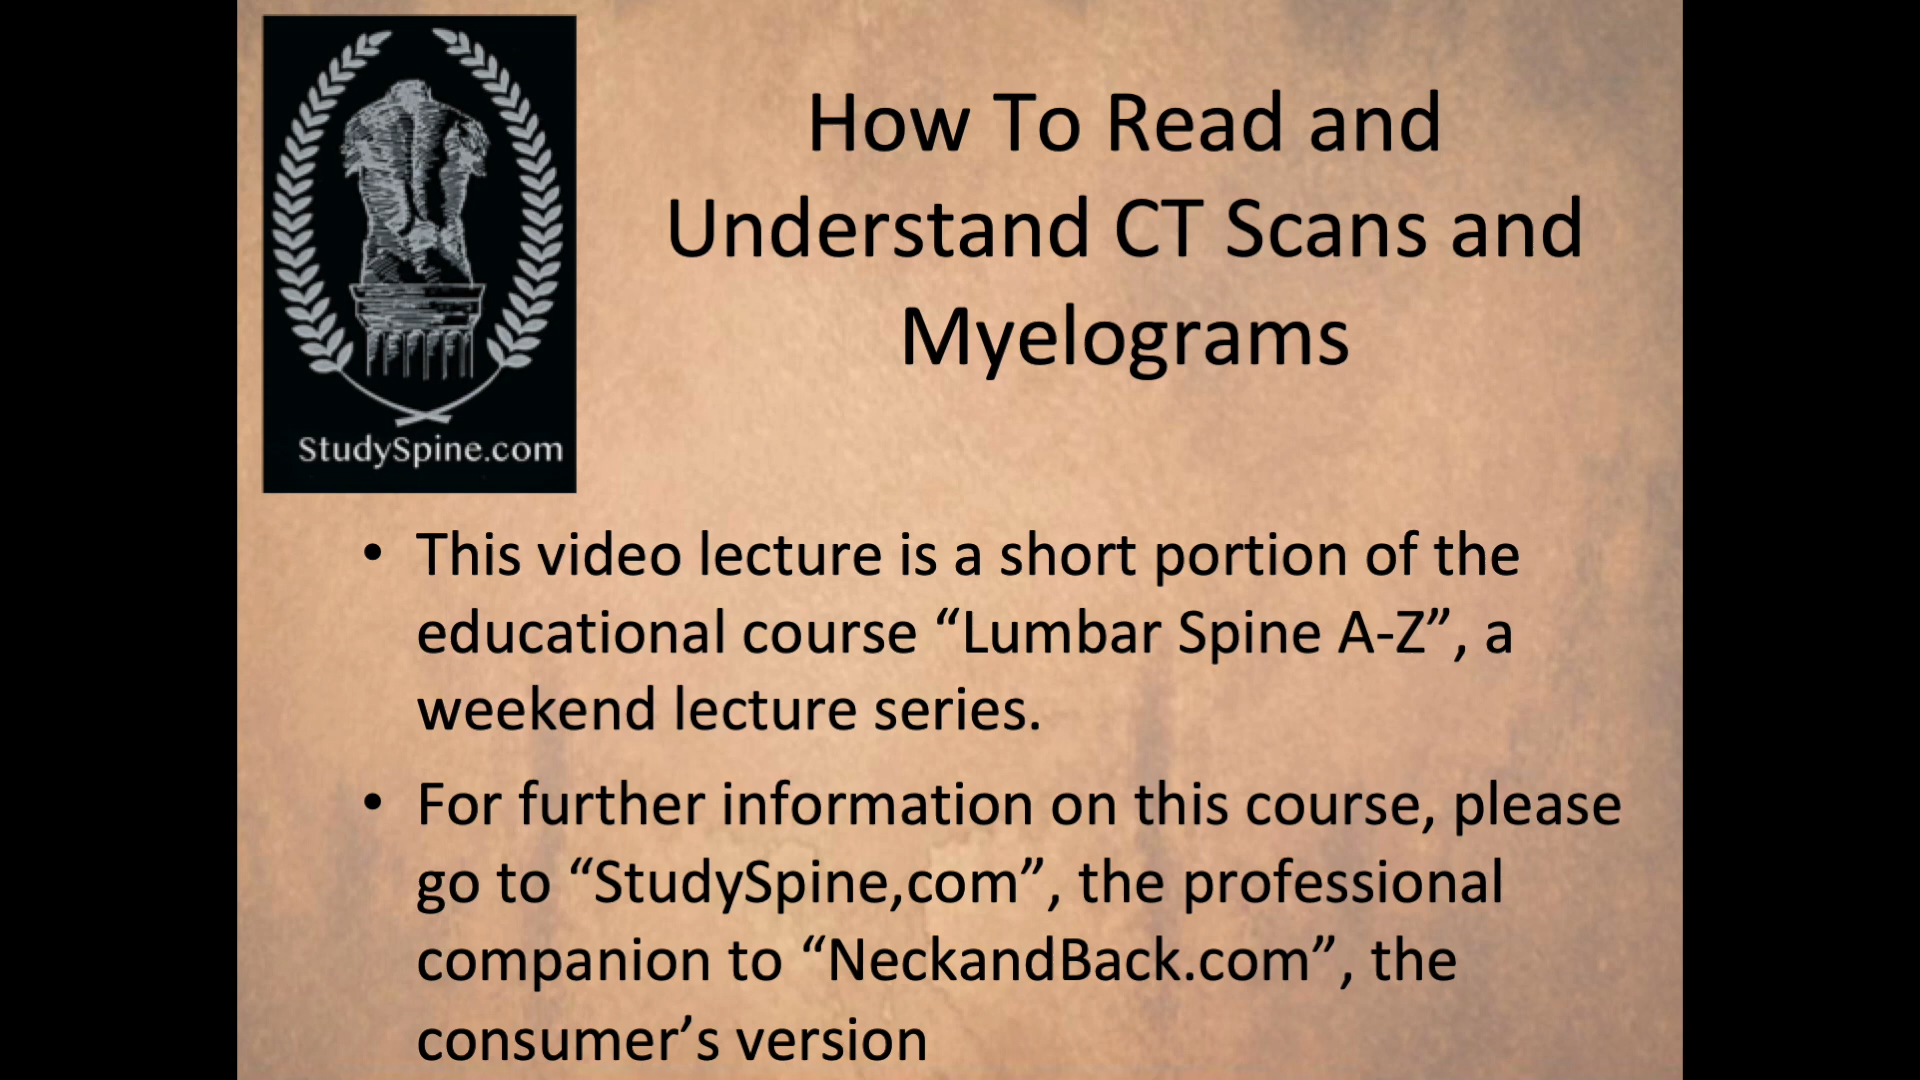 How To Read and
Understand CT Scans and
Myelograms
StudySpine.com
• This video lecture is a short portion of the
educational course “Lumbar Spine A-Z”, a
weekend lecture series.
• For further information on this course, please
go to “StudySpine,com”, the professional
companion to “NeckandBack.com”, the
consumer’s version